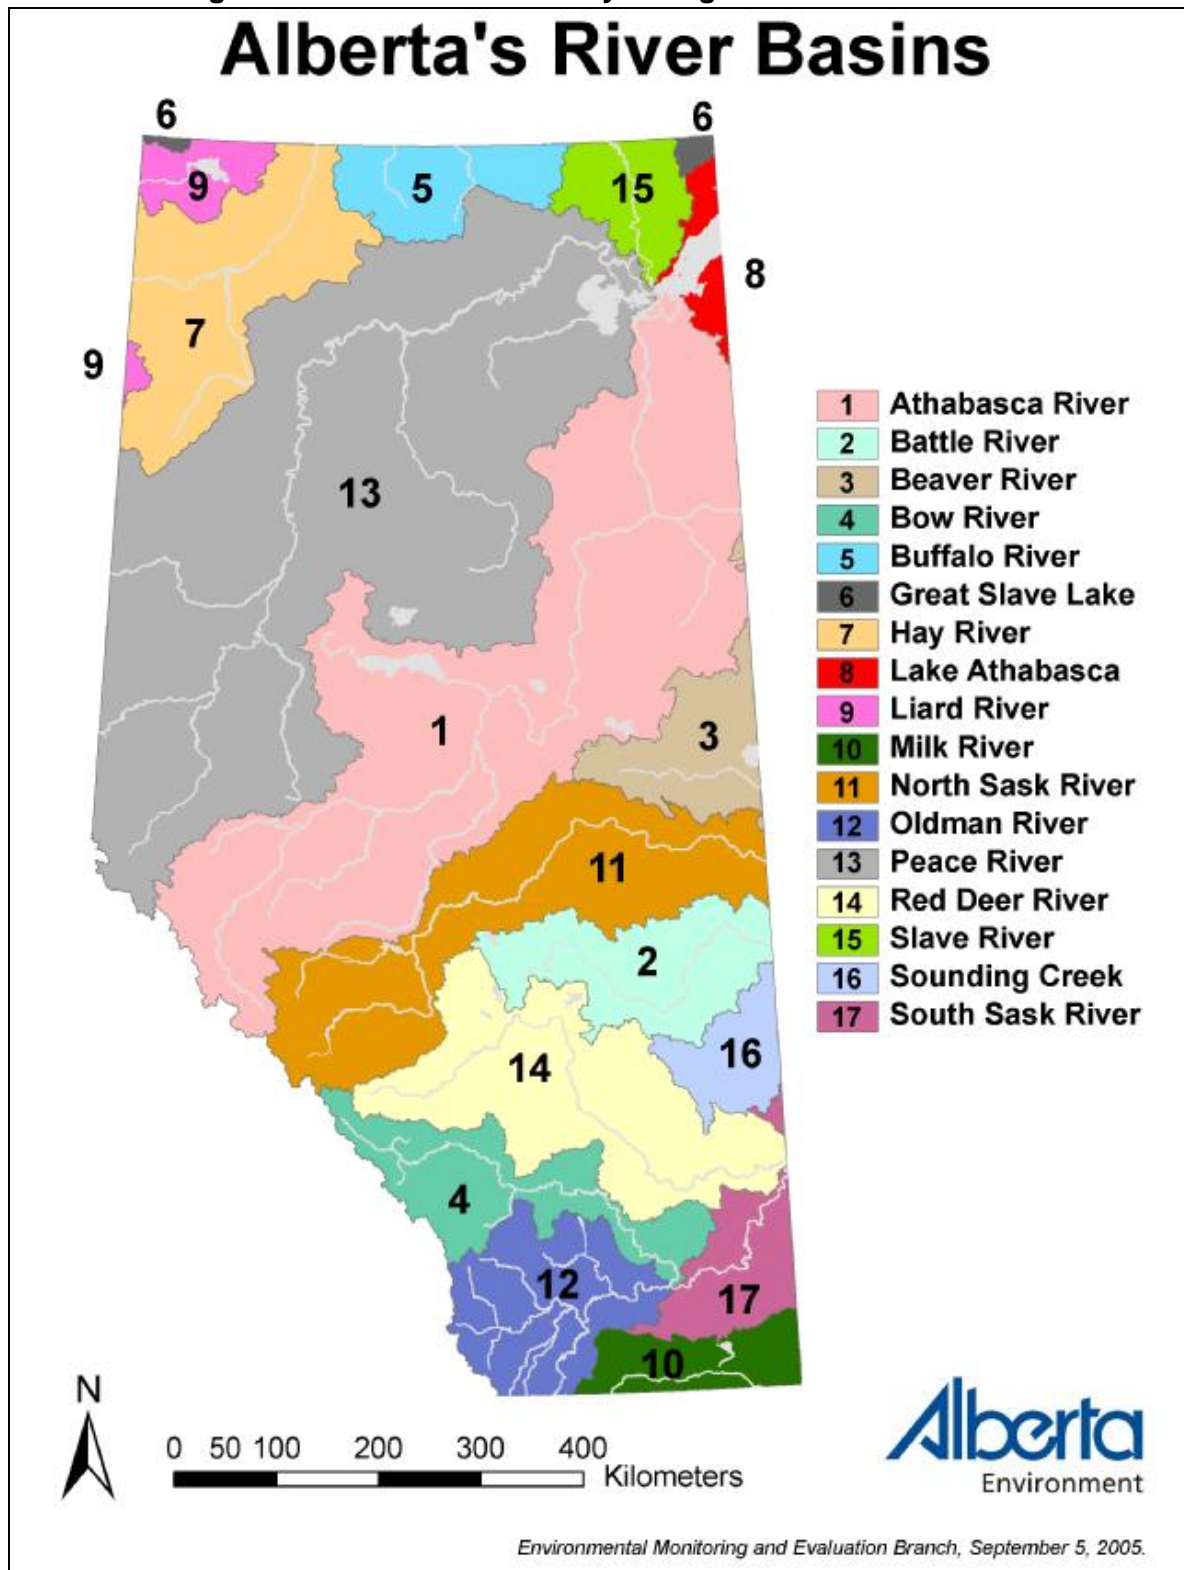 Alberta's River Basins
6
6
9
5
15
8
7
9
13
1
3
11
2
16
14
4
12
17
10
1 Athabasca River
2 Battle River
3 Beaver River
4 Bow River
5 Buffalo River
6 Great Slave Lake
7 Hay River
8 Lake Athabasca
9 Liard River
10 Milk River
11 North Sask River
12 Oldman River
13 Peace River
14 Red Deer River
15 Slave River
16 Sounding Creek
17 South Sask River
N
0 50 100 200 300 400
Kilometers
Alberta
Environment
Environmental Monitoring and Evaluation Branch, September 5, 2005.